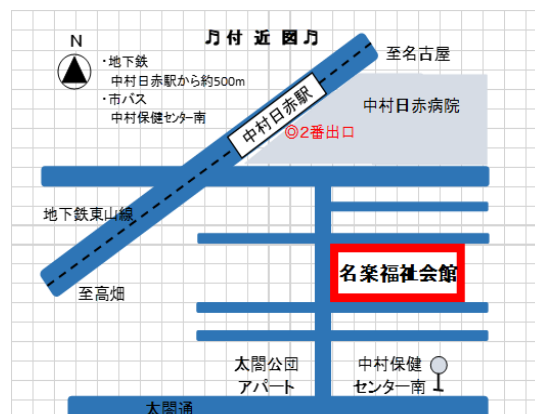 ♬付近図♬
N
・地下鉄
中村日赤駅から約500m
・市バス
中村保健センター南
至名古屋
中村日赤病院
中村日赤駅
◎2番出口
地下鉄東山線
至高畑
名楽福祉会館
太閤公団
アパート
中村保健
センター南
太閤通